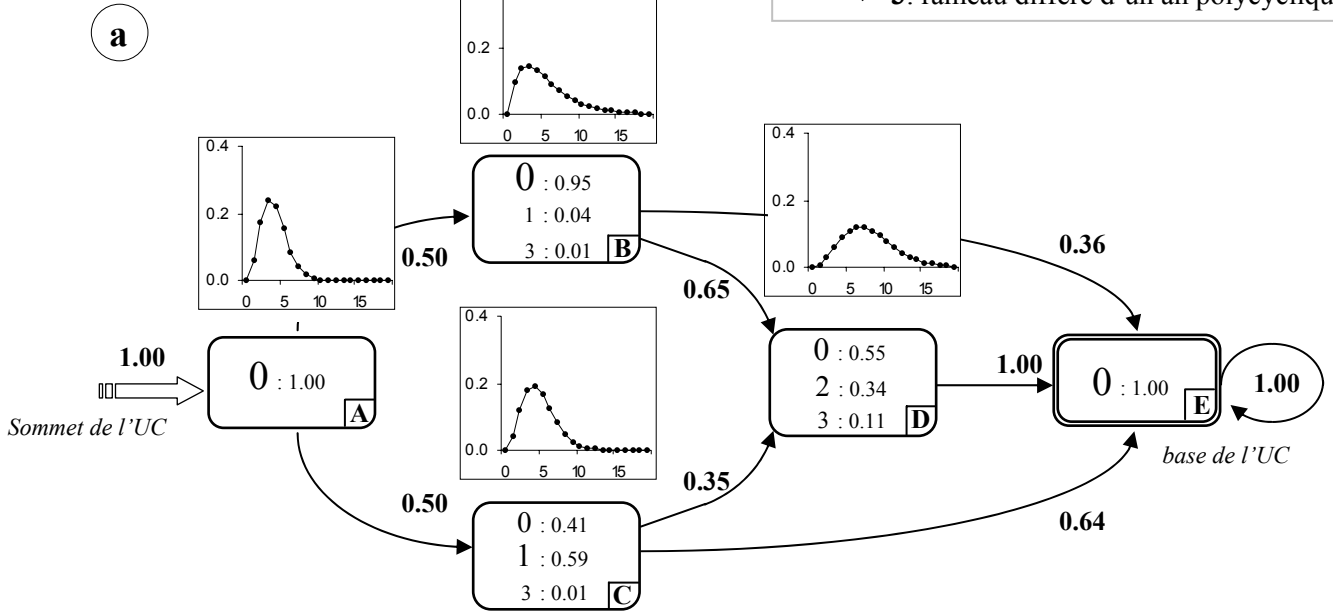 3: rameau différé d'un an polycyclique
a
0.2
0.0
0 5 10 15
0.4
0.2
0.0
0 5 10 15
0 : 0.95
1 : 0.04
3 : 0.01 B
0.50
0.65
0.4
0.2
0.0
0 5 10 15
0.36
1.00
Sommet de l'UC
0 : 1.00
A
0.4
0.2
0.0
0 5 10 15
0 : 0.55
2 : 0.34
3 : 0.11 D
1.00
0 : 1.00
E
1.00
base de l'UC
0.50
0.35
0.64
0 : 0.41
1 : 0.59
3 : 0.01 C